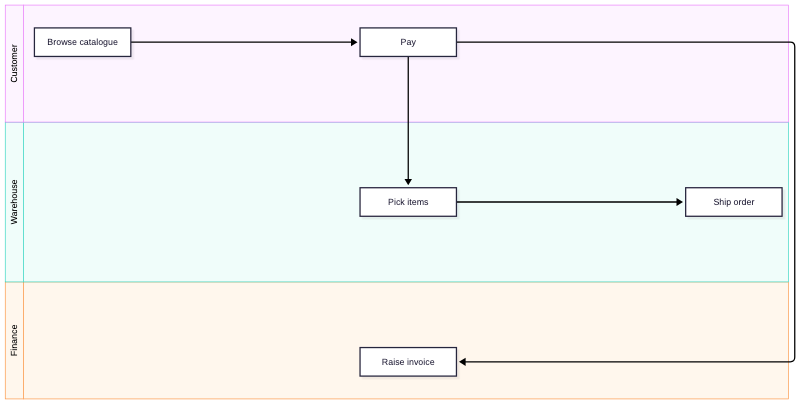 Customer
Browse catalogue
Pay
Warehouse
Pick items
Ship order
Finance
Raise invoice